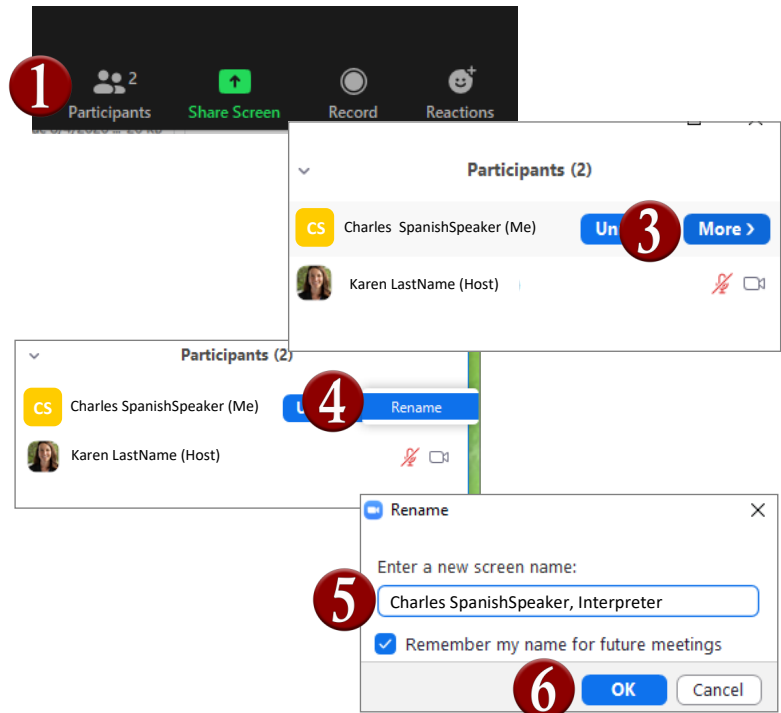 1
2
Participants
Share Screen
Record
Reactions
Participants (2)
CS
Charles SpanishSpeaker (Me)
Un
3
More >
Karen LastName (Host)
Participants (2)
CS
Charles SpanishSpeaker (Me)
U
4
Rename
Karen LastName (Host)
Rename
Enter a new screen name:
5
Charles SpanishSpeaker, Interpreter
Remember my name for future meetings
6
OK
Cancel